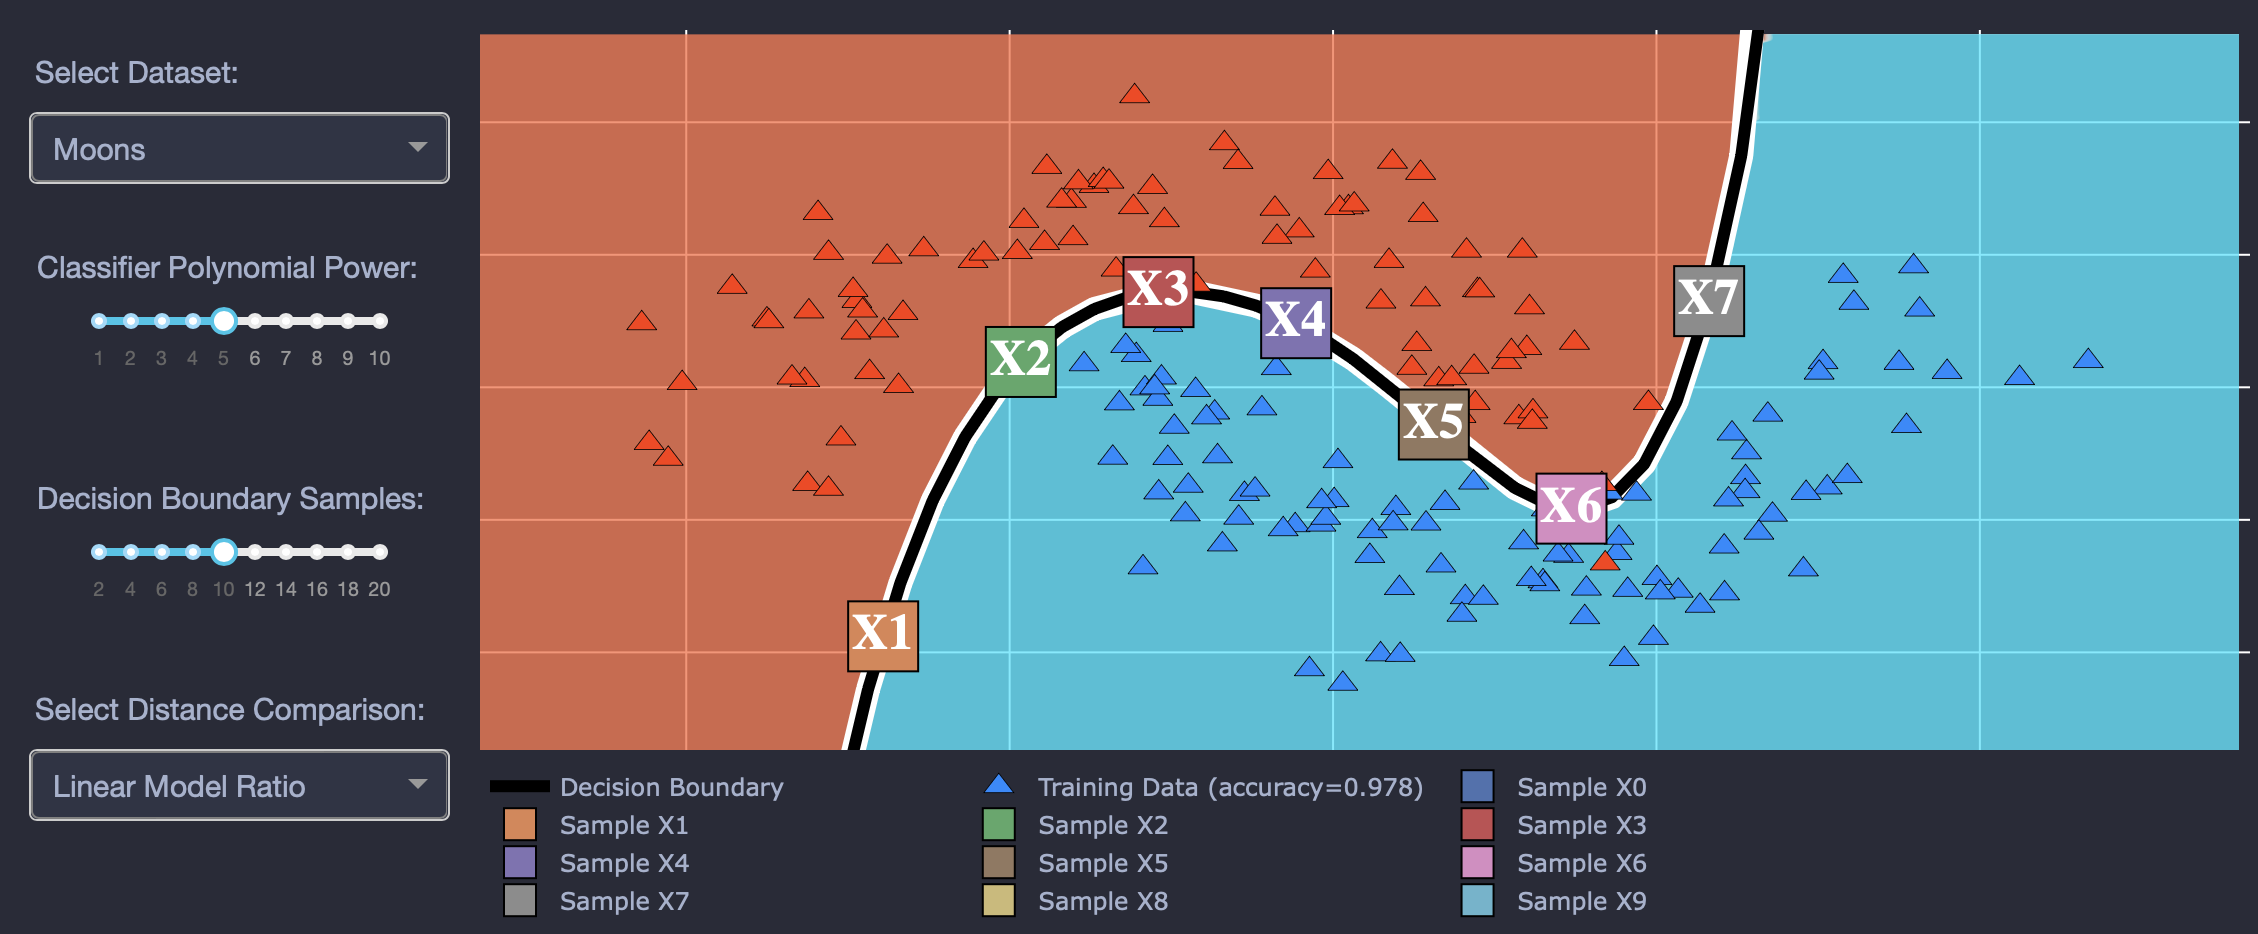 Select Dataset:
Moons
Classifier Polynomial Power:
1 2 3 4 5 6 7 8 9 10
Decision Boundary Samples:
2 4 6 8 10 12 14 16 18 20
Select Distance Comparison:
Linear Model Ratio
X3
X7
X4
X2
X5
X6
X1
Decision Boundary
Training Data (accuracy=0.978)
Sample X0
Sample X1
Sample X2
Sample X3
Sample X4
Sample X5
Sample X6
Sample X7
Sample X8
Sample X9